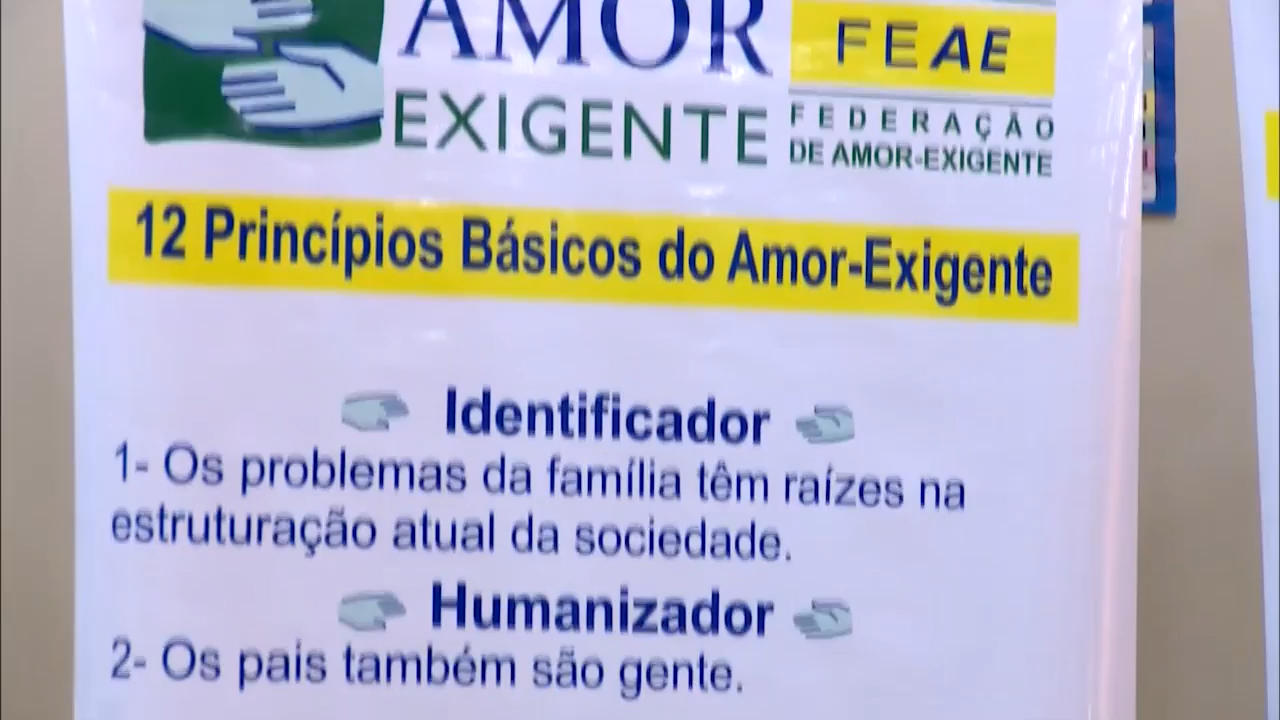 AMOR
EXIGENTE
FEAE
FEDERAÇÃO
DE AMOR-EXIGENTE
12 Princípios Básicos do Amor-Exigente
Identificador
1- Os problemas da família têm raízes na
estruturação atual da sociedade.
Humanizador
2- Os pais também são gente.